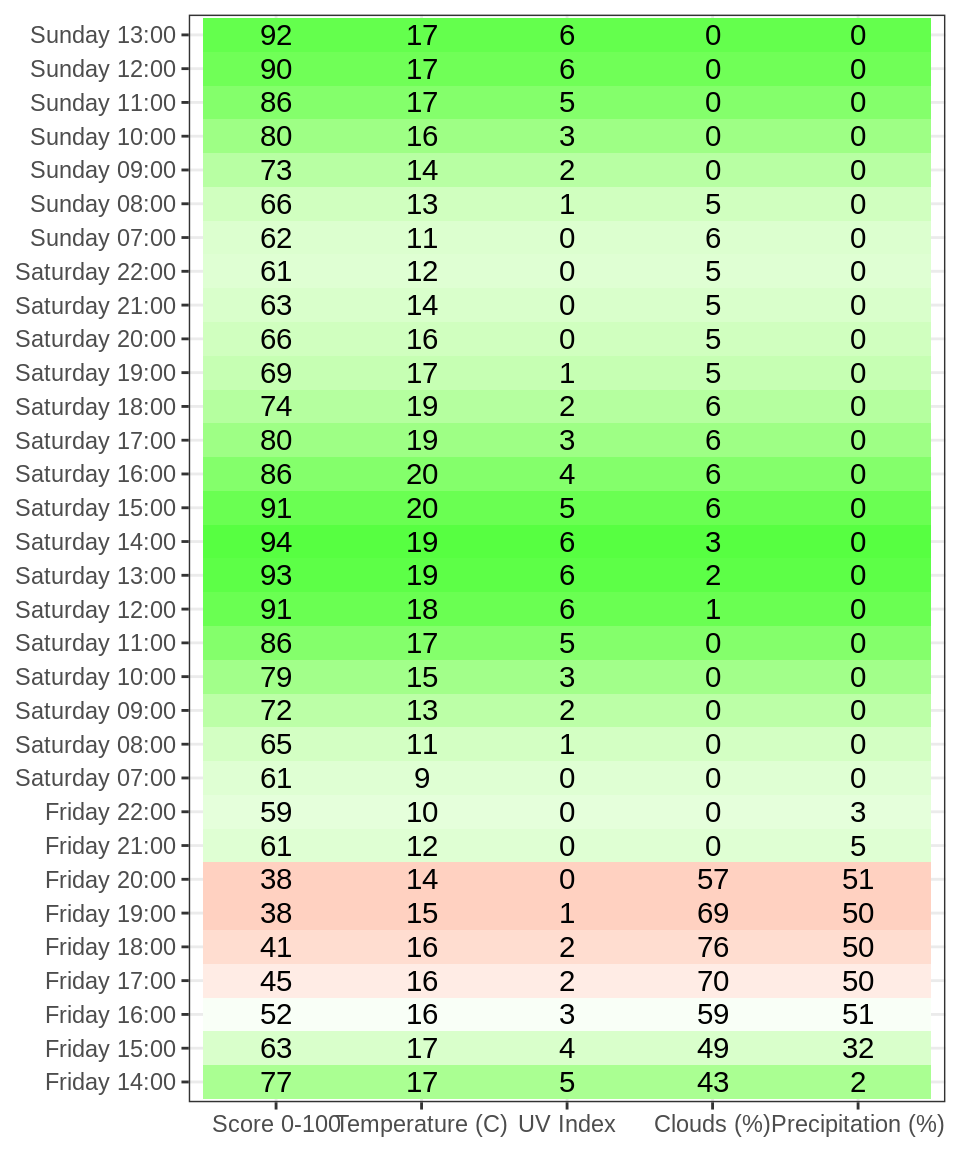 Sunday 13:00 92 17 6 0 0
Sunday 12:00 90 17 6 0 0
Sunday 11:00 86 17 5 0 0
Sunday 10:00 80 16 3 0 0
Sunday 09:00 73 14 2 0 0
Sunday 08:00 66 13 1 5 0
Sunday 07:00 62 11 0 6 0
Saturday 22:00 61 12 0 5 0
Saturday 21:00 63 14 0 5 0
Saturday 20:00 66 16 0 5 0
Saturday 19:00 69 17 1 5 0
Saturday 18:00 74 19 2 6 0
Saturday 17:00 80 19 3 6 0
Saturday 16:00 86 20 4 6 0
Saturday 15:00 91 20 5 6 0
Saturday 14:00 94 19 6 3 0
Saturday 13:00 93 19 6 2 0
Saturday 12:00 91 18 6 1 0
Saturday 11:00 86 17 5 0 0
Saturday 10:00 79 15 3 0 0
Saturday 09:00 72 13 2 0 0
Saturday 08:00 65 11 1 0 0
Saturday 07:00 61 9 0 0 0
Friday 22:00 59 10 0 0 3
Friday 21:00 61 12 0 0 5
Friday 20:00 38 14 0 57 51
Friday 19:00 38 15 1 69 50
Friday 18:00 41 16 2 76 50
Friday 17:00 45 16 2 70 50
Friday 16:00 52 16 3 59 51
Friday 15:00 63 17 4 49 32
Friday 14:00 77 17 5 43 2
Score 0-100 Temperature (C) UV Index Clouds (%) Precipitation (%)